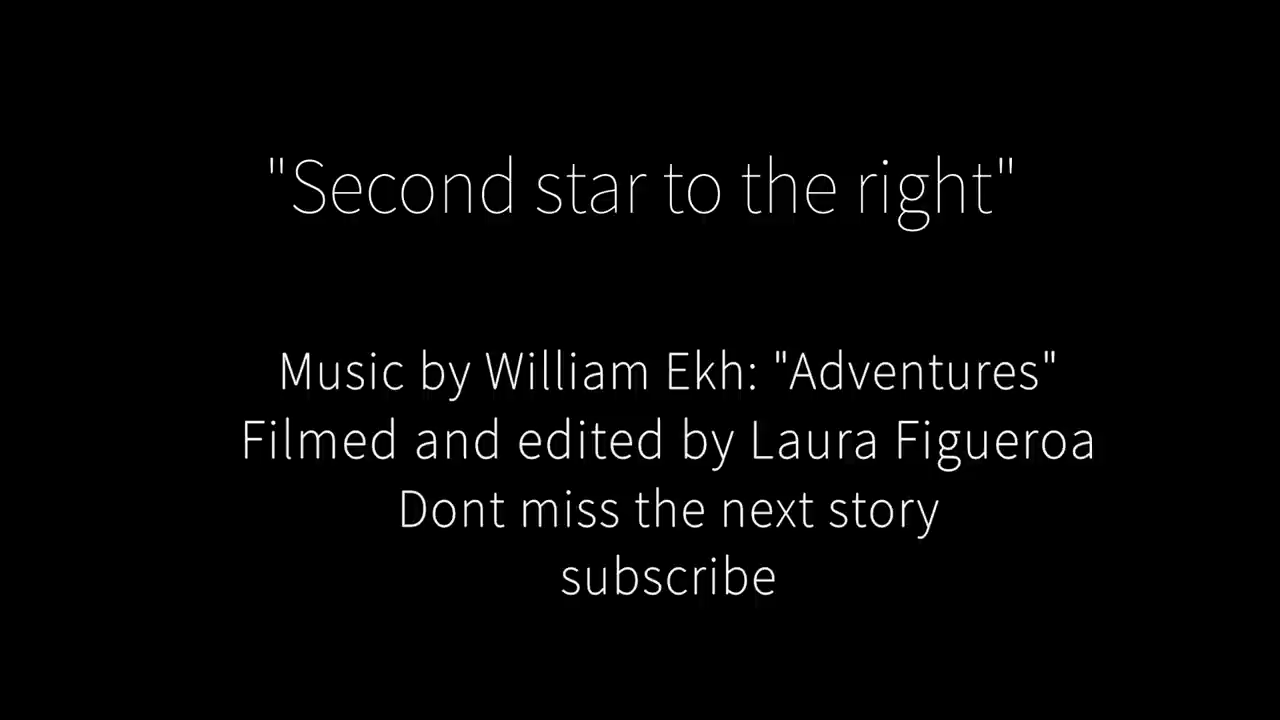 "Second star to the right"
Music by William Ekh: "Adventures"
Filmed and edited by Laura Figueroa
Dont miss the next story
subscribe